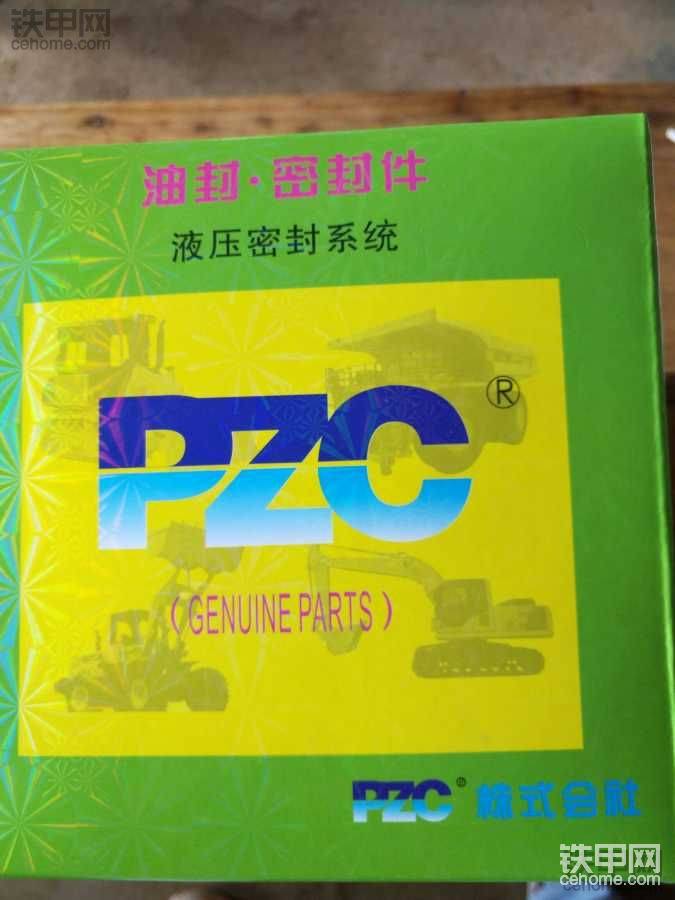 铁甲网
cehome.com
油封·密封件
液压密封系统
PZC®
(GENUINE PARTS)
PZC® 株式会社
铁甲网
cehome.com